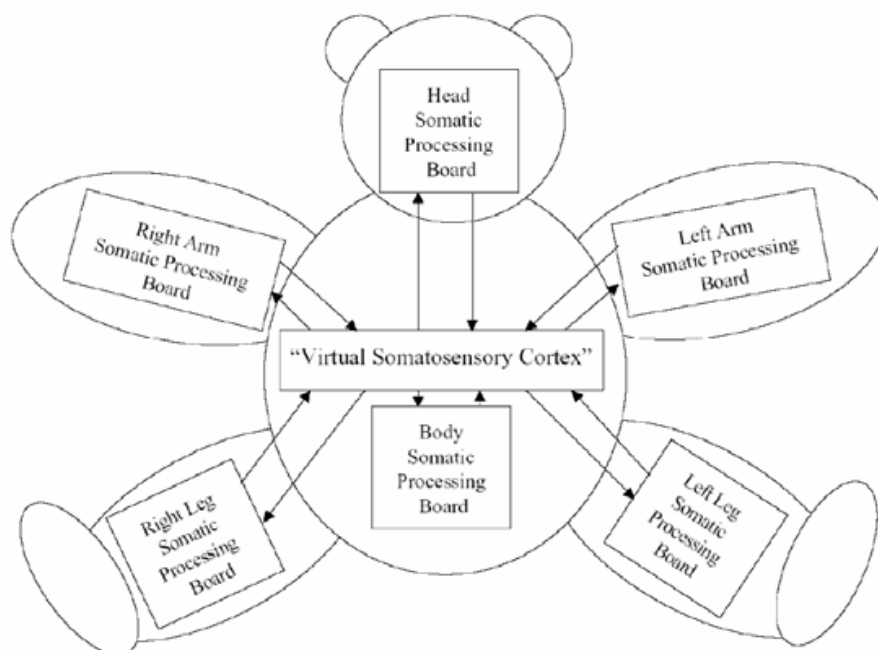 Head
Somatic
Processing
Board
Right Arm
Somatic Processing
Board
Left Arm
Somatic Processing
Board
“Virtual Somatosensory Cortex”
Body
Somatic
Processing
Board
Right Leg
Somatic
Processing
Board
Left Leg
Somatic
Processing
Board